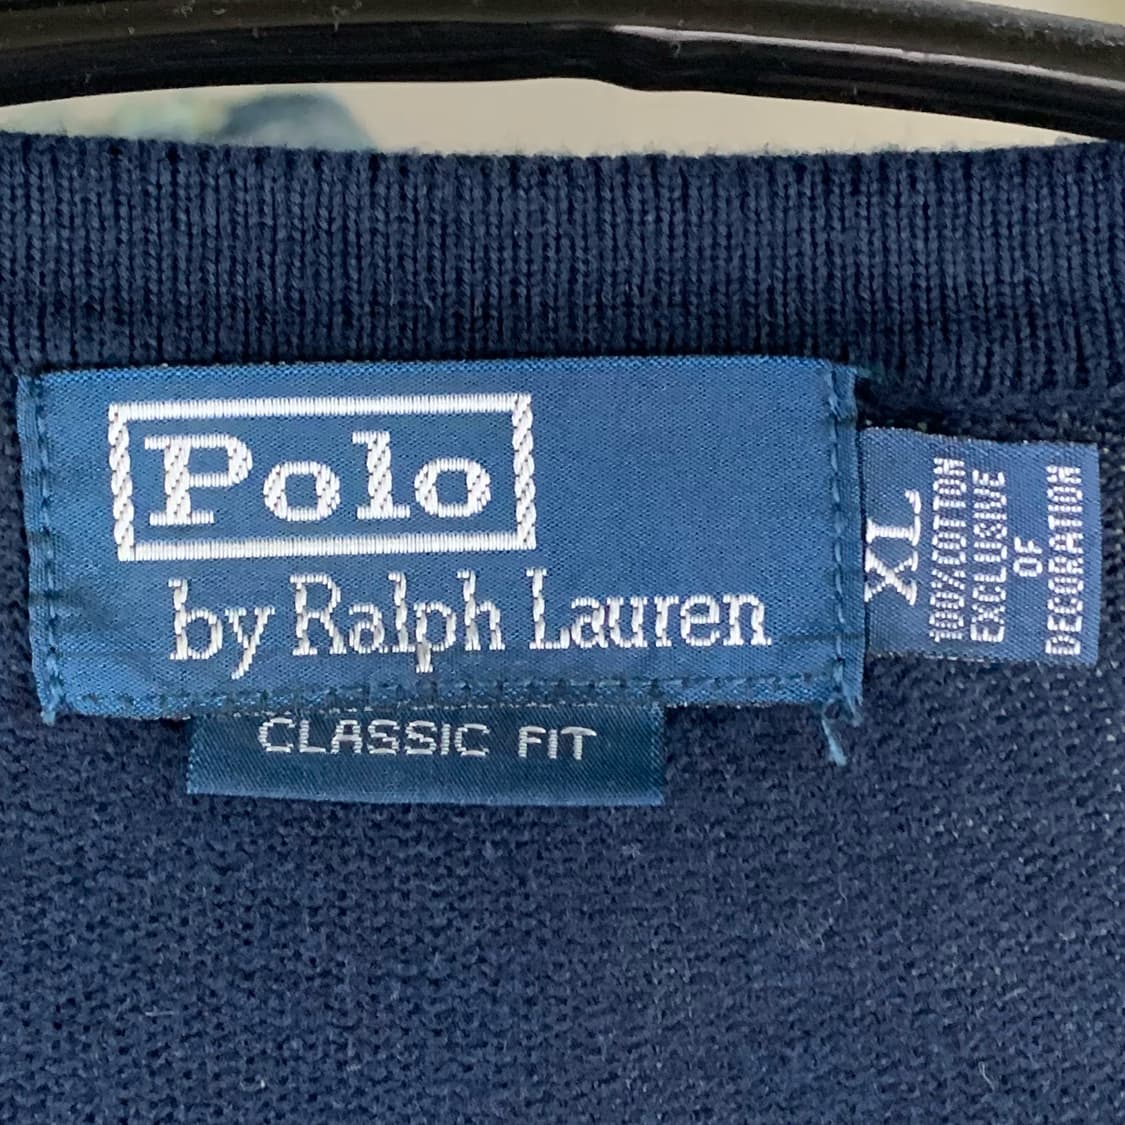 Polo
by Ralph Lauren
CLASSIC FIT
XL
100% COTTON
EXCLUSIVE
OF
DECORATION